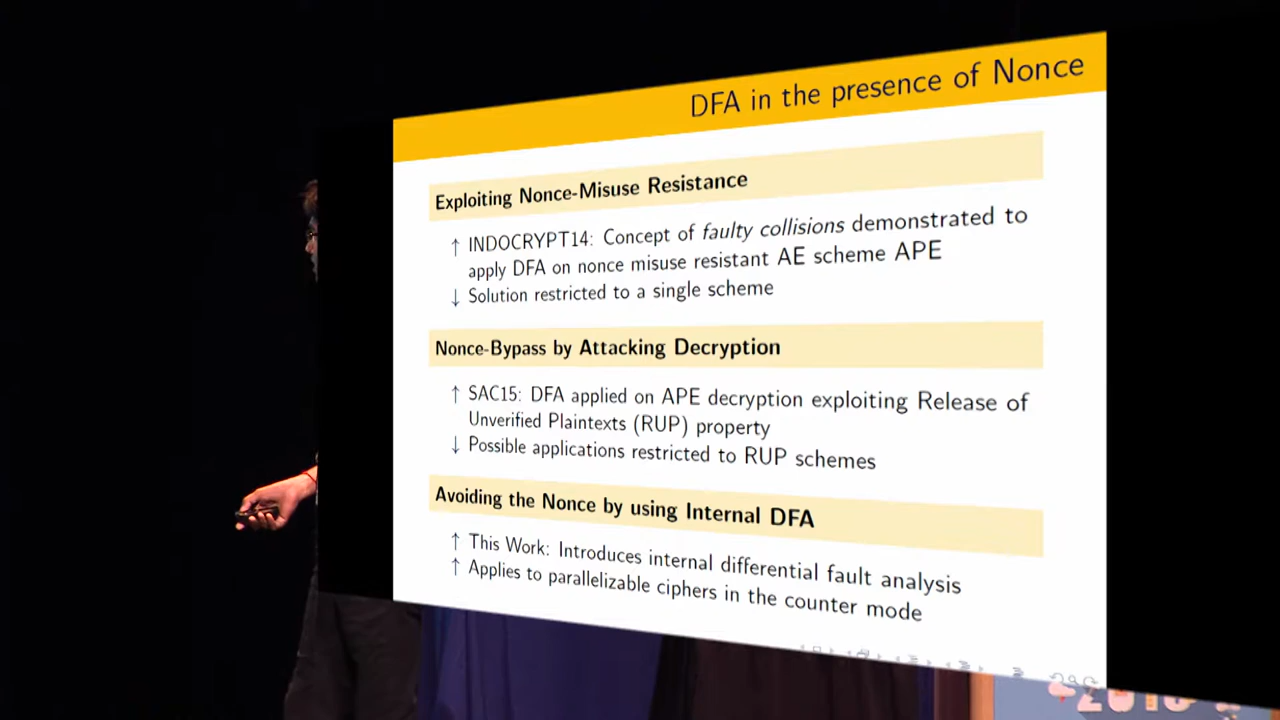 DFA in the presence of Nonce
Exploiting Nonce-Misuse Resistance
↑ INDOCRYPT14: Concept of faulty collisions demonstrated to
apply DFA on nonce misuse resistant AE scheme APE
↓ Solution restricted to a single scheme
Nonce-Bypass by Attacking Decryption
↑ SAC15: DFA applied on APE decryption exploiting Release of
Unverified Plaintexts (RUP) property
↓ Possible applications restricted to RUP schemes
Avoiding the Nonce by using Internal DFA
↑ This Work: Introduces internal differential fault analysis
↑ Applies to parallelizable ciphers in the counter mode